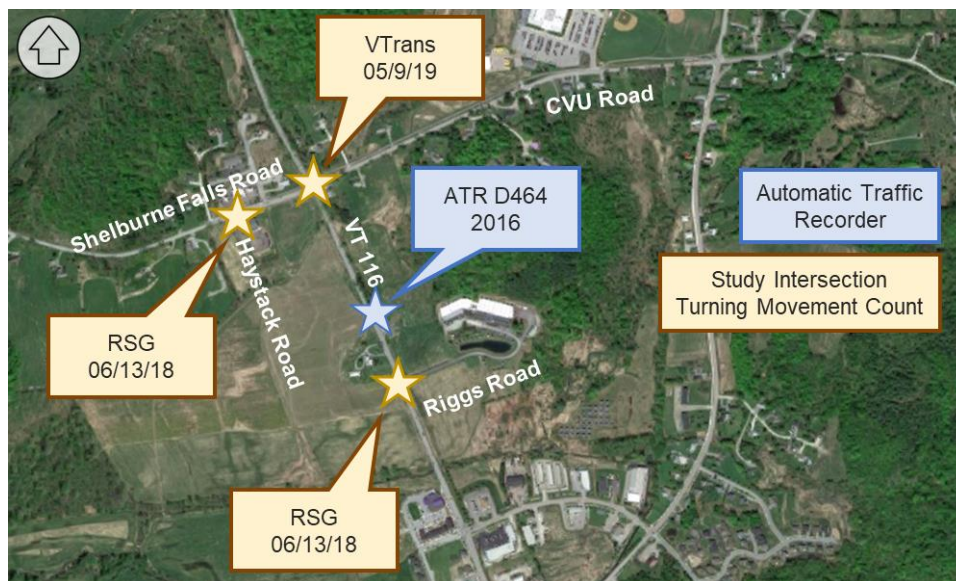 VTrans
05/9/19
CVU Road
ATR D464
2016
Automatic Traffic
Recorder
Shelburne Falls Road
VT 116
Study Intersection
Turning Movement Count
Haystack Road
RSG
06/13/18
Riggs Road
RSG
06/13/18